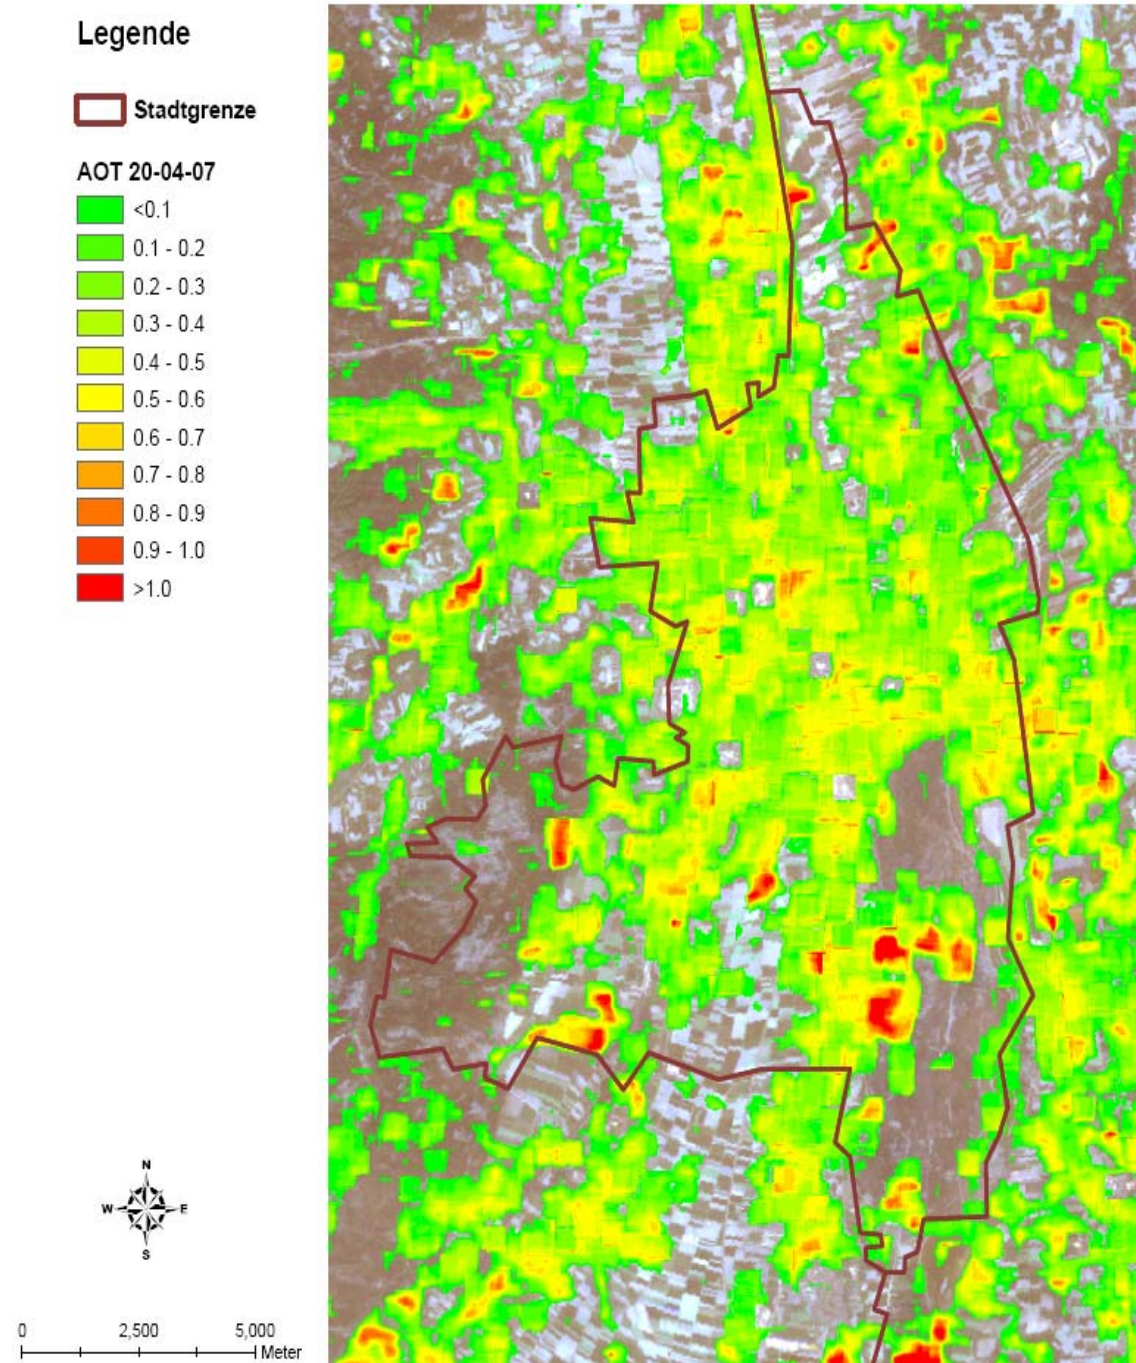 Legende
Stadtgrenze
AOT 20-04-07
<0.1
0.1 - 0.2
0.2 - 0.3
0.3 - 0.4
0.4 - 0.5
0.5 - 0.6
0.6 - 0.7
0.7 - 0.8
0.8 - 0.9
0.9 - 1.0
>1.0
N
W E
S
0 2,500 5,000
Meter